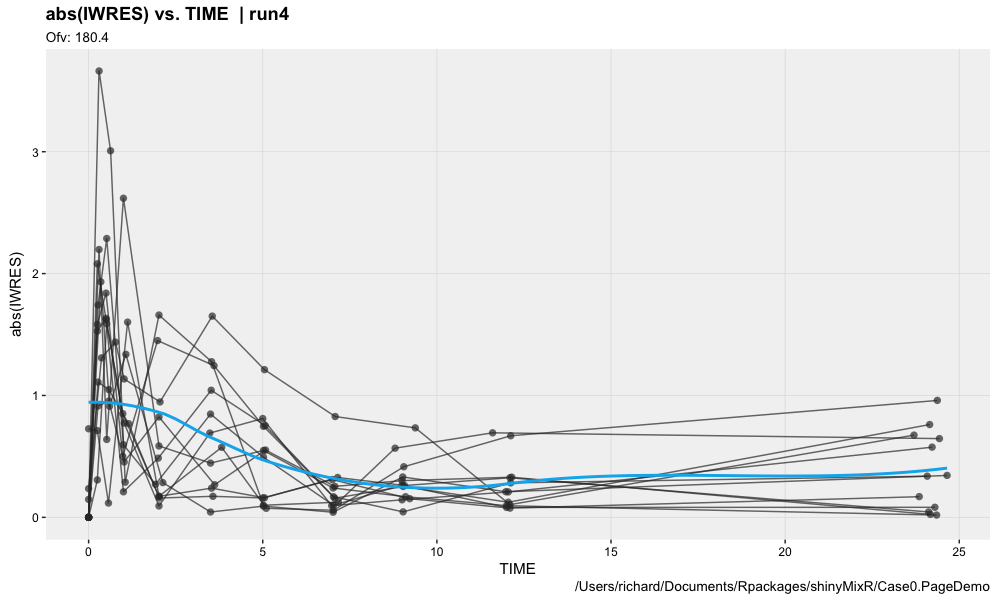 abs(IWRES) vs. TIME | run4
Ofv: 180.4
abs(IWRES)
3
2
1
0
0 5 10 15 20 25
TIME
/Users/richard/Documents/Rpackages/shinyMixR/Case0.PageDemo